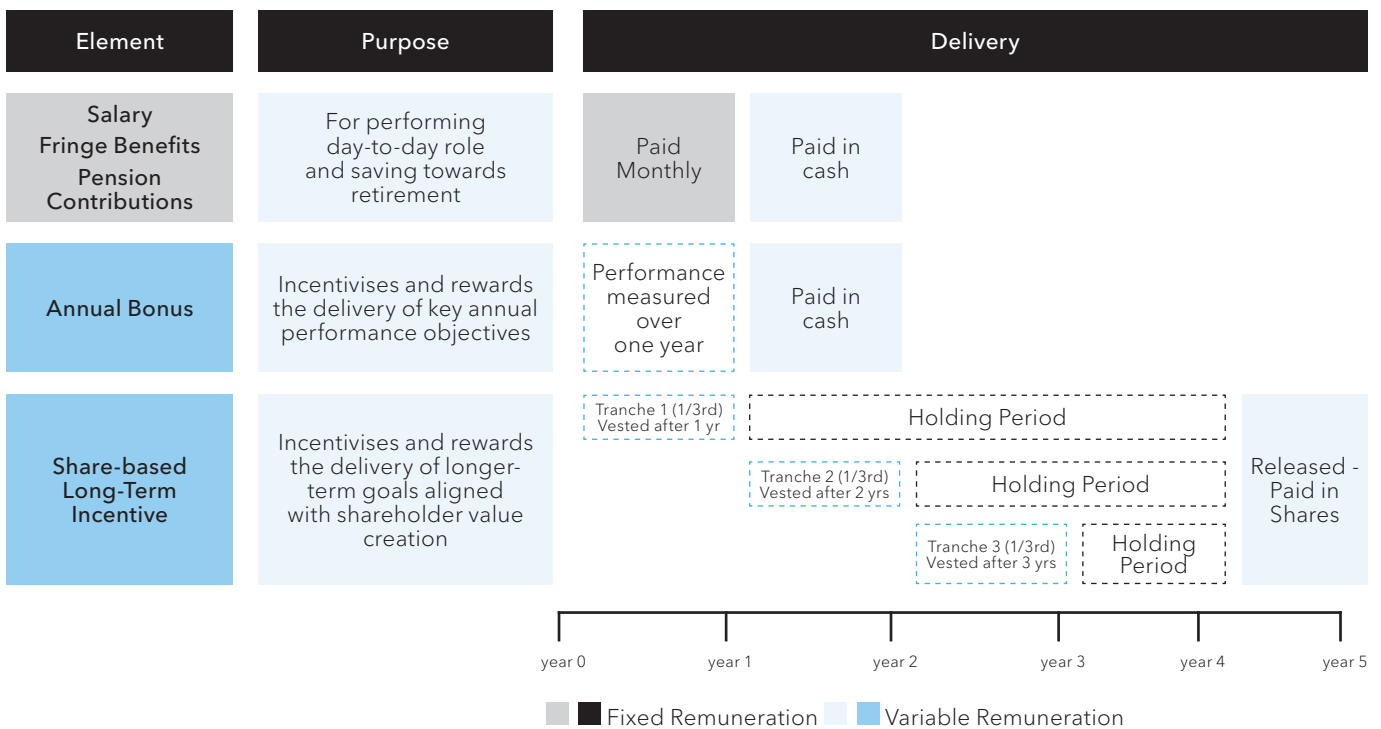 Element
Purpose
Delivery
Salary
Fringe Benefits
Pension
Contributions
For performing
day-to-day role
and saving towards
retirement
Paid
Monthly
Paid in
cash
Annual Bonus
Incentivises and rewards
the delivery of key annual
performance objectives
Performance
measured
over
one year
Paid in
cash
Share-based
Long-Term
Incentive
Incentivises and rewards
the delivery of longer-
term goals aligned
with shareholder value
creation
Tranche 1 (1/3rd)
Vested after 1 yr
Holding Period
Tranche 2 (1/3rd)
Vested after 2 yrs
Holding Period
Tranche 3 (1/3rd)
Vested after 3 yrs
Holding
Period
Released -
Paid in
Shares
year 0
year 1
year 2
year 3
year 4
year 5
Fixed Remuneration
Variable Remuneration